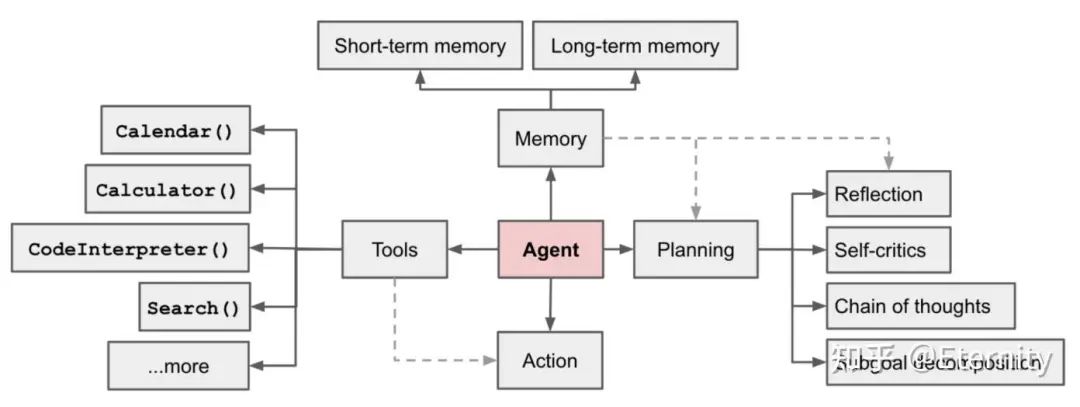 Short-term memory
Long-term memory
Calendar()
Memory
Calculator()
Reflection
CodeInterpreter()
Tools
Agent
Planning
Self-critics
Search()
Chain of thoughts
...more
Action
Subgoal decomposition
知乎 @Eternity